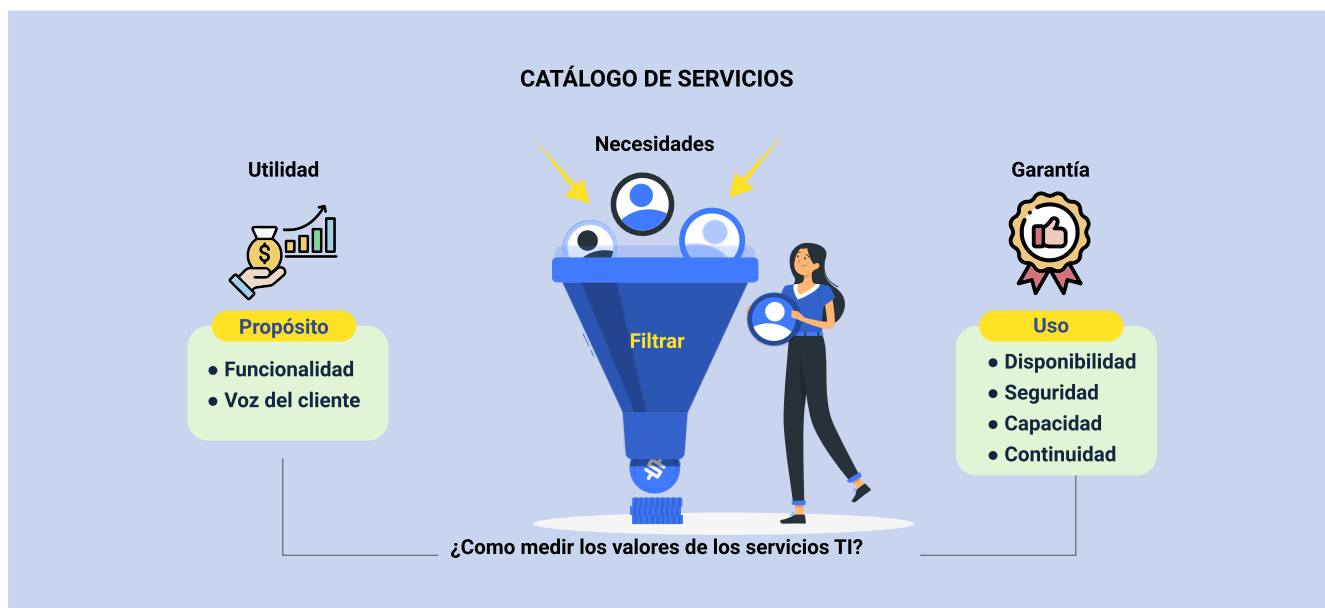 CATÁLOGO DE SERVICIOS
Necesidades
Utilidad
Garantía
Propósito
● Funcionalidad
● Voz del cliente
Filtrar
Uso
● Disponibilidad
● Seguridad
● Capacidad
● Continuidad
¿Como medir los valores de los servicios TI?